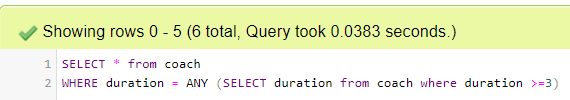 Showing rows 0 - 5 (6 total, Query took 0.0383 seconds.)
1 SELECT * from coach
2 WHERE duration = ANY (SELECT duration from coach where duration >=3)